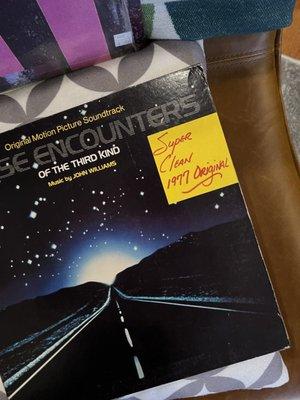 Original Motion Picture Soundtrack
SE ENCOUNTERS
OF THE THIRD KIND
Music by JOHN WILLIAMS
Super
Clean
1977 Original